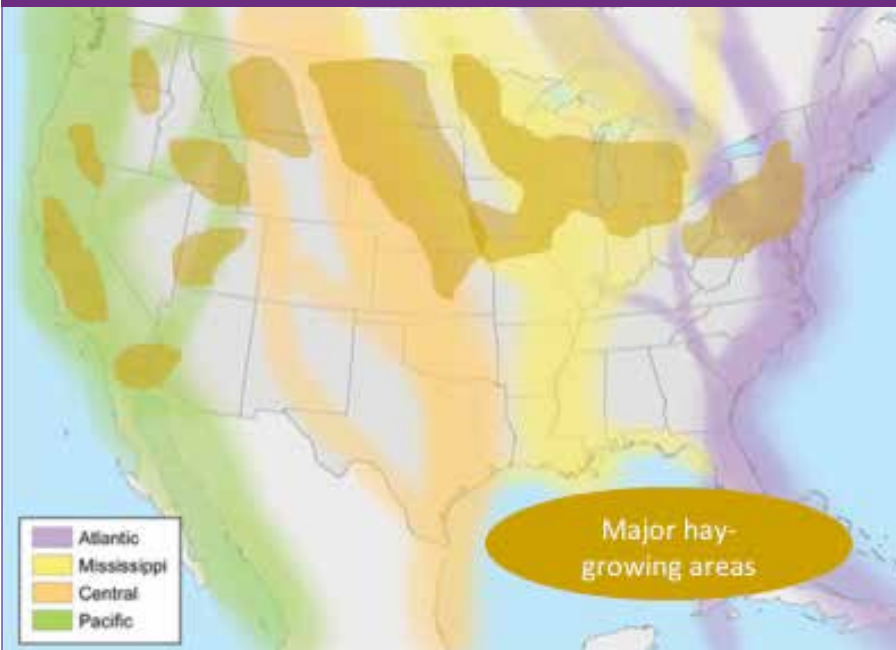 Atlantic
Mississippi
Central
Pacific
Major hay-
growing areas